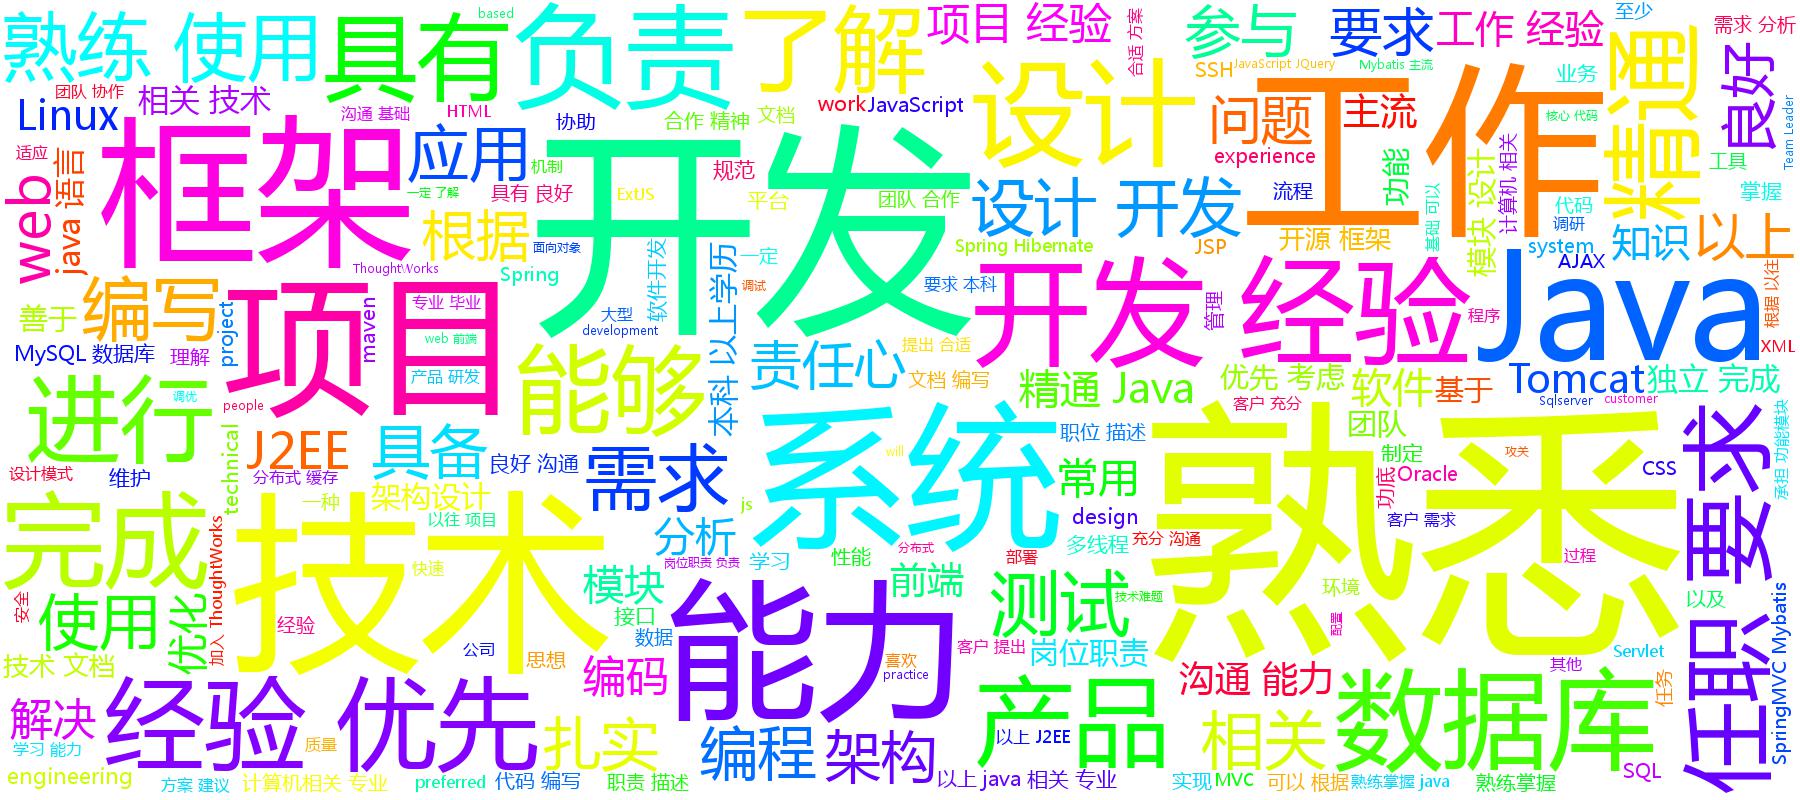 熟练 使用
具有
负责
了解
项目 经验
合适 方案
参与
要求
工作 经验
至少
需求 分析
based
团队 协作
相关 技术
沟通 基础
HTML
协助
合作 精神
文档
work
JavaScript
SSH
JavaScript JQuery
Mybatis 主流
业务
核心 代码
Team Leader
良好
Linux
框架
应用
机制
规范
开发
设计
问题
主流
工作
精通
experience
工具
适应
java 语言
web
一定 了解
具有 良好
ExtJS
平台
团队 合作
设计 开发
流程
功能
模块 设计
计算机 相关
代码
掌握
根据
面向对象
Spring Hibernate
JSP
开源 框架
基础 可以
调研
system
知识
以上
AJAX
ThoughtWorks
Spring
软件开发
本科 以上学历
一定
调试
要求 本科
开发 经验
管理
程序
Java
根据 以往
XML
善于
编写
project
项目
maven
专业 毕业
web 前端
产品 研发
大型
development
MySQL 数据库
理解
能够
责任心
提出 合适
文档 编写
精通 Java
优先 考虑
软件
基于
Tomcat
独立 完成
Sqlserver
customer
进行
调优
people
客户 充分
团队
technical
J2EE
具备
良好 沟通
需求
系统
will
职位 描述
常用
制定
熟悉
攻关
CSS
任职 要求
承担 功能模块
设计模式
维护
分布式 缓存
功底
Oracle
完成
一种
架构设计
以往 项目
技术
分析
js
design
客户 需求
多线程
充分 沟通
安全
加入 ThoughtWorks
快速
岗位职责 负责
学习
性能
分布式
部署
过程
使用
优化
模块
接口
前端
测试
技术难题
环境
以及
SpringMVC Mybatis
经验
数据
能力
配置
技术 文档
公司
思想
编码
喜欢
practice
客户 提出
岗位职责
Servlet
其他
解决
经验 优先
扎实
产品
沟通 能力
数据库
任务
学习 能力
质量
编程
架构
以上 J2EE
相关
SQL
engineering
方案 建议
计算机相关 专业
preferred
代码 编写
职责 描述
以上 java 相关 专业
实现
MVC
可以 根据
熟练掌握 java
熟练掌握